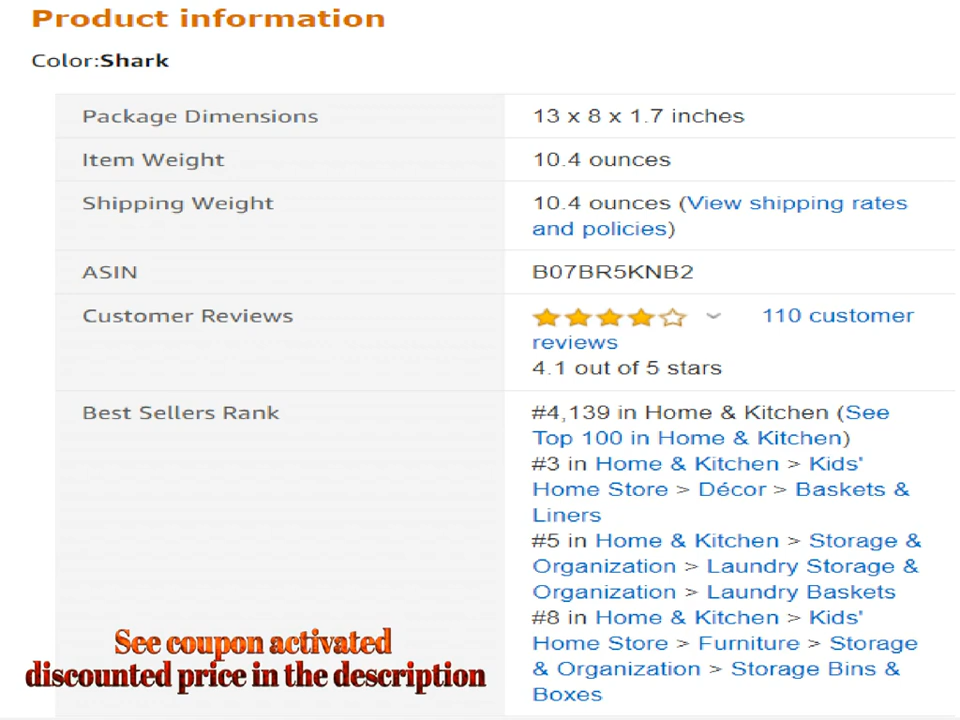 Product information
Color:Shark
Package Dimensions 13 x 8 x 1.7 inches
Item Weight 10.4 ounces
Shipping Weight 10.4 ounces (View shipping rates
and policies)
ASIN B07BR5KNB2
Customer Reviews 110 customer
reviews
4.1 out of 5 stars
Best Sellers Rank #4,139 in Home & Kitchen (See
Top 100 in Home & Kitchen)
#3 in Home & Kitchen > Kids'
Home Store > Décor > Baskets &
Liners
#5 in Home & Kitchen > Storage &
Organization > Laundry Storage &
Organization > Laundry Baskets
#8 in Home & Kitchen > Kids'
Home Store > Furniture > Storage
& Organization > Storage Bins &
Boxes
See coupon activated
discounted price in the description